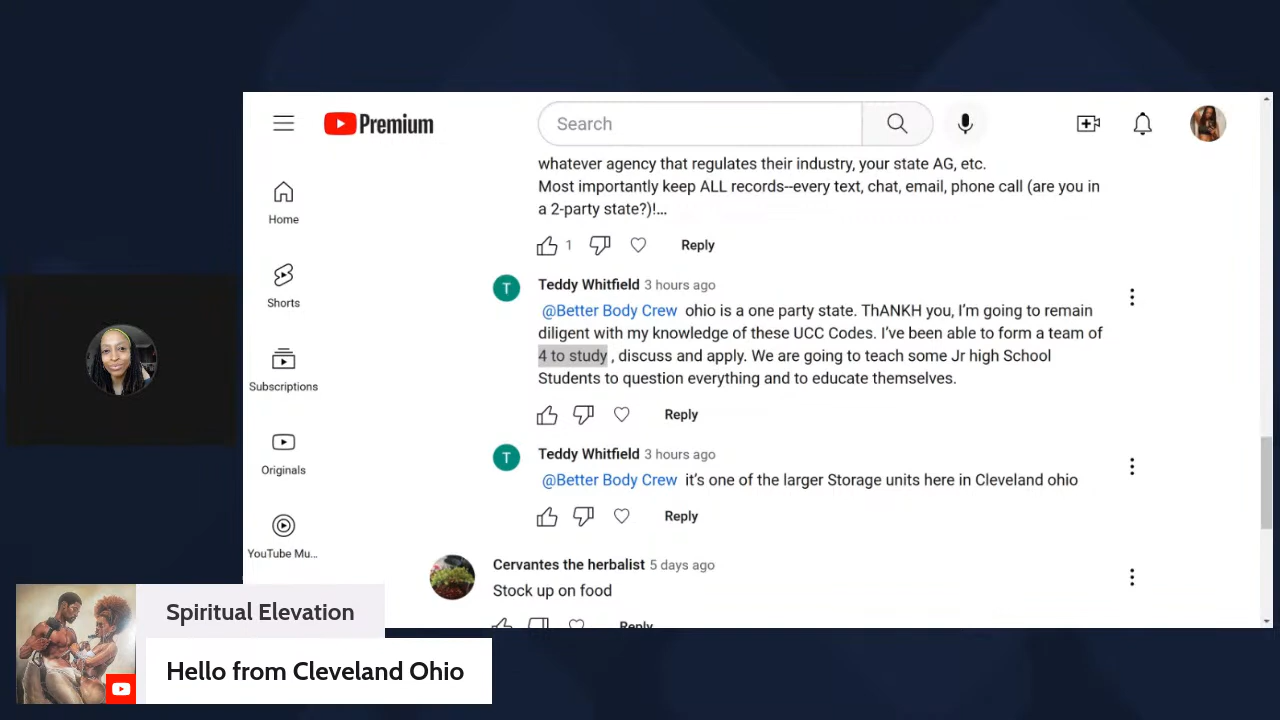 Premium
Search
Home
Shorts
Subscriptions
Originals
YouTube Mu...
whatever agency that regulates their industry, your state AG, etc.
Most importantly keep ALL records--every text, chat, email, phone call (are you in
a 2-party state?)!...
1
Reply
T
Teddy Whitfield 3 hours ago
@Better Body Crew ohio is a one party state. ThANKH you, I'm going to remain
diligent with my knowledge of these UCC Codes. I've been able to form a team of
4 to study , discuss and apply. We are going to teach some Jr high School
Students to question everything and to educate themselves.
Reply
T
Teddy Whitfield 3 hours ago
@Better Body Crew it's one of the larger Storage units here in Cleveland ohio
Reply
Cervantes the herbalist 5 days ago
Stock up on food
Reply
Spiritual Elevation
Hello from Cleveland Ohio